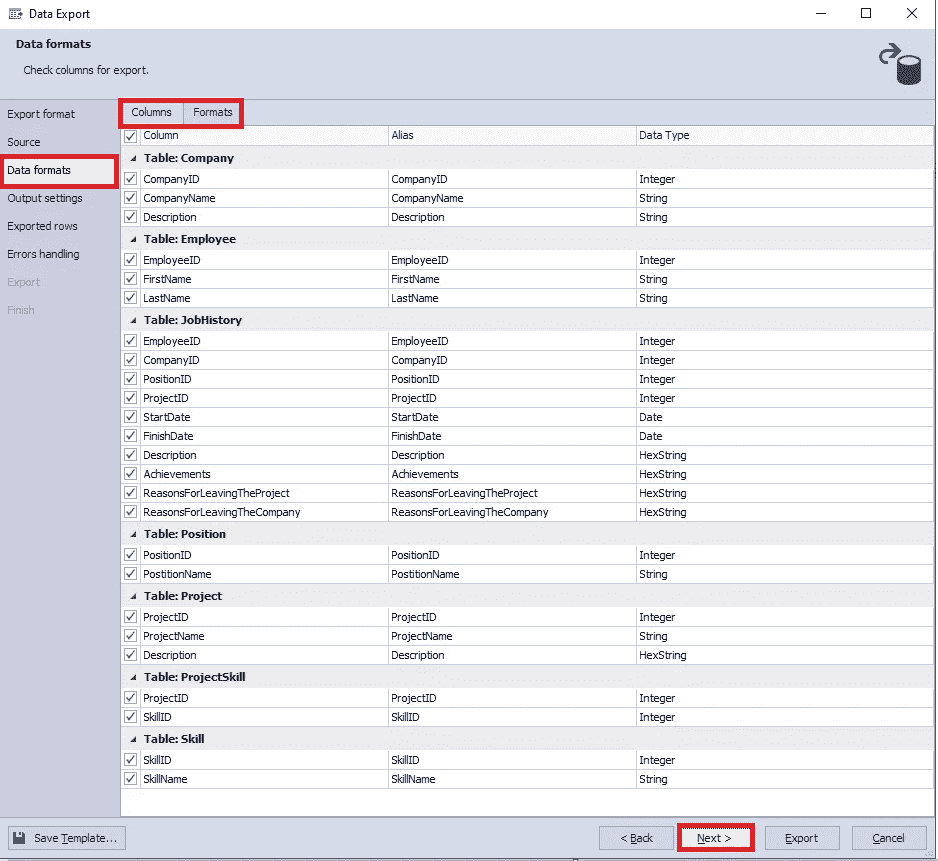 Data Export
Data formats
Check columns for export.
Export format
Source
Data formats
Output settings
Exported rows
Errors handling
Export
Finish
Columns Formats
Column Alias Data Type
Table: Company
CompanyID CompanyID Integer
CompanyName CompanyName String
Description Description String
Table: Employee
EmployeeID EmployeeID Integer
FirstName FirstName String
LastName LastName String
Table: JobHistory
EmployeeID EmployeeID Integer
CompanyID CompanyID Integer
PositionID PositionID Integer
ProjectID ProjectID Integer
StartDate StartDate Date
FinishDate FinishDate Date
Description Description HexString
Achievements Achievements HexString
ReasonsForLeavingTheProject ReasonsForLeavingTheProject HexString
ReasonsForLeavingTheCompany ReasonsForLeavingTheCompany HexString
Table: Position
PositionID PositionID Integer
PostitionName PostitionName String
Table: Project
ProjectID ProjectID Integer
ProjectName ProjectName String
Description Description HexString
Table: ProjectSkill
ProjectID ProjectID Integer
SkillID SkillID Integer
Table: Skill
SkillID SkillID Integer
SkillName SkillName String
Save Template... < Back Next > Export Cancel